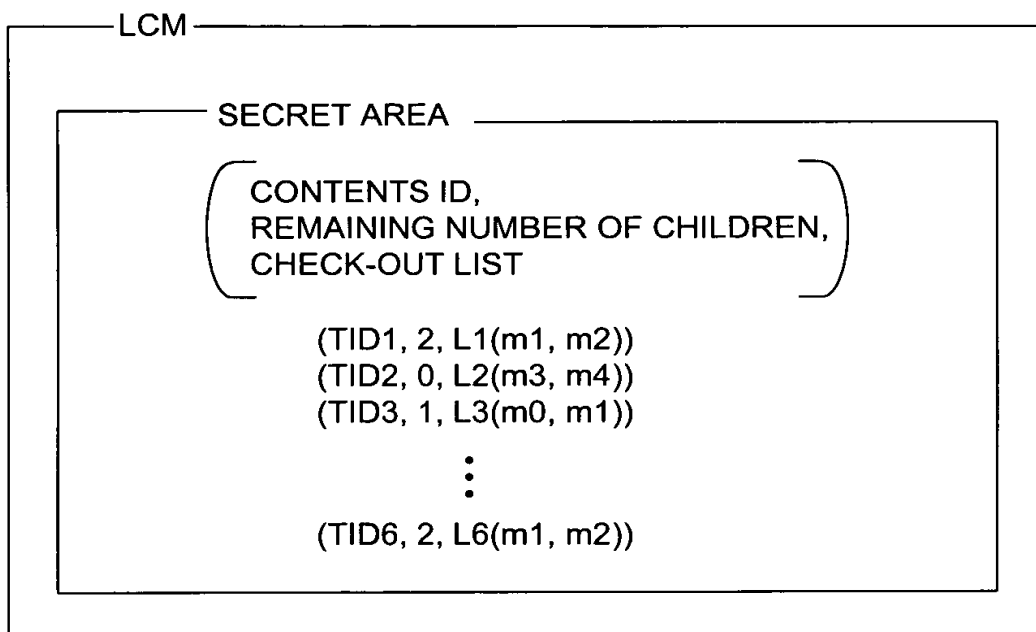 LCM
SECRET AREA
CONTENTS ID,
REMAINING NUMBER OF CHILDREN,
CHECK-OUT LIST
(TID1, 2, L1(m1, m2))
(TID2, 0, L2(m3, m4))
(TID3, 1, L3(m0, m1))
⋮
(TID6, 2, L6(m1, m2))